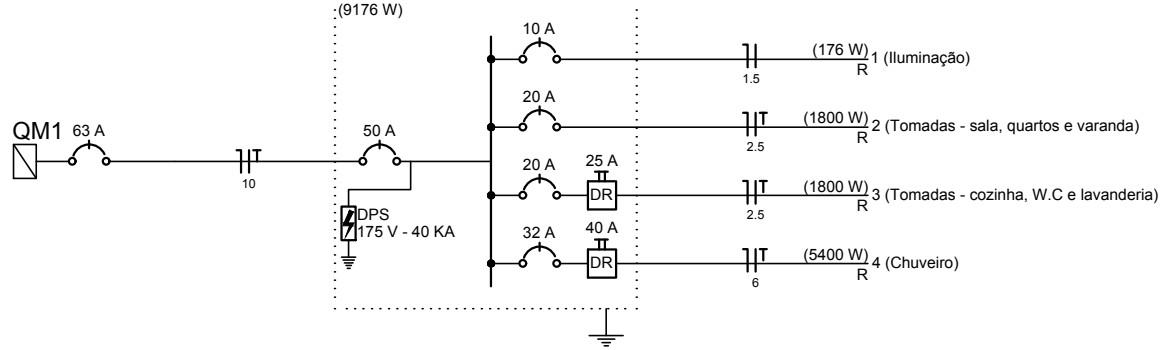 (9176 W)
QM1
63 A
10
50 A
DPS
175 V - 40 KA
10 A
1.5
(176 W)
R
1 (Iluminação)
20 A
T
2.5
(1800 W)
R
2 (Tomadas - sala, quartos e varanda)
20 A
25 A
DR
T
2.5
(1800 W)
R
3 (Tomadas - cozinha, W.C e lavanderia)
32 A
40 A
DR
T
6
(5400 W)
R
4 (Chuveiro)